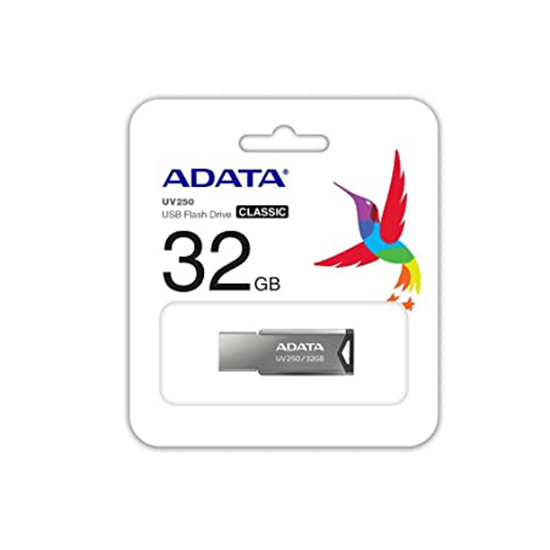 ADATA
UV250
USB Flash Drive CLASSIC
32GB
ADATA
UV250/32GB